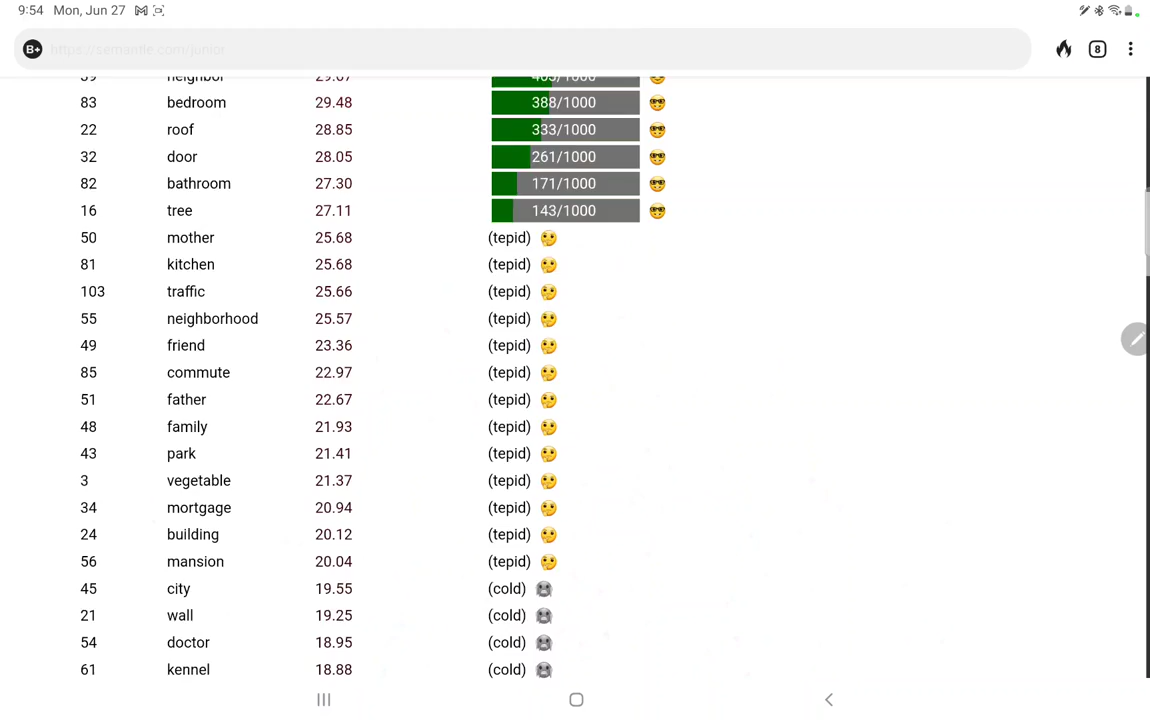 9:54 Mon, Jun 27
B+ https://semantle.com/junior 8
39 neighbor 29.67 403/1000
83 bedroom 29.48 388/1000
22 roof 28.85 333/1000
32 door 28.05 261/1000
82 bathroom 27.30 171/1000
16 tree 27.11 143/1000
50 mother 25.68 (tepid)
81 kitchen 25.68 (tepid)
103 traffic 25.66 (tepid)
55 neighborhood 25.57 (tepid)
49 friend 23.36 (tepid)
85 commute 22.97 (tepid)
51 father 22.67 (tepid)
48 family 21.93 (tepid)
43 park 21.41 (tepid)
3 vegetable 21.37 (tepid)
34 mortgage 20.94 (tepid)
24 building 20.12 (tepid)
56 mansion 20.04 (tepid)
45 city 19.55 (cold)
21 wall 19.25 (cold)
54 doctor 18.95 (cold)
61 kennel 18.88 (cold)